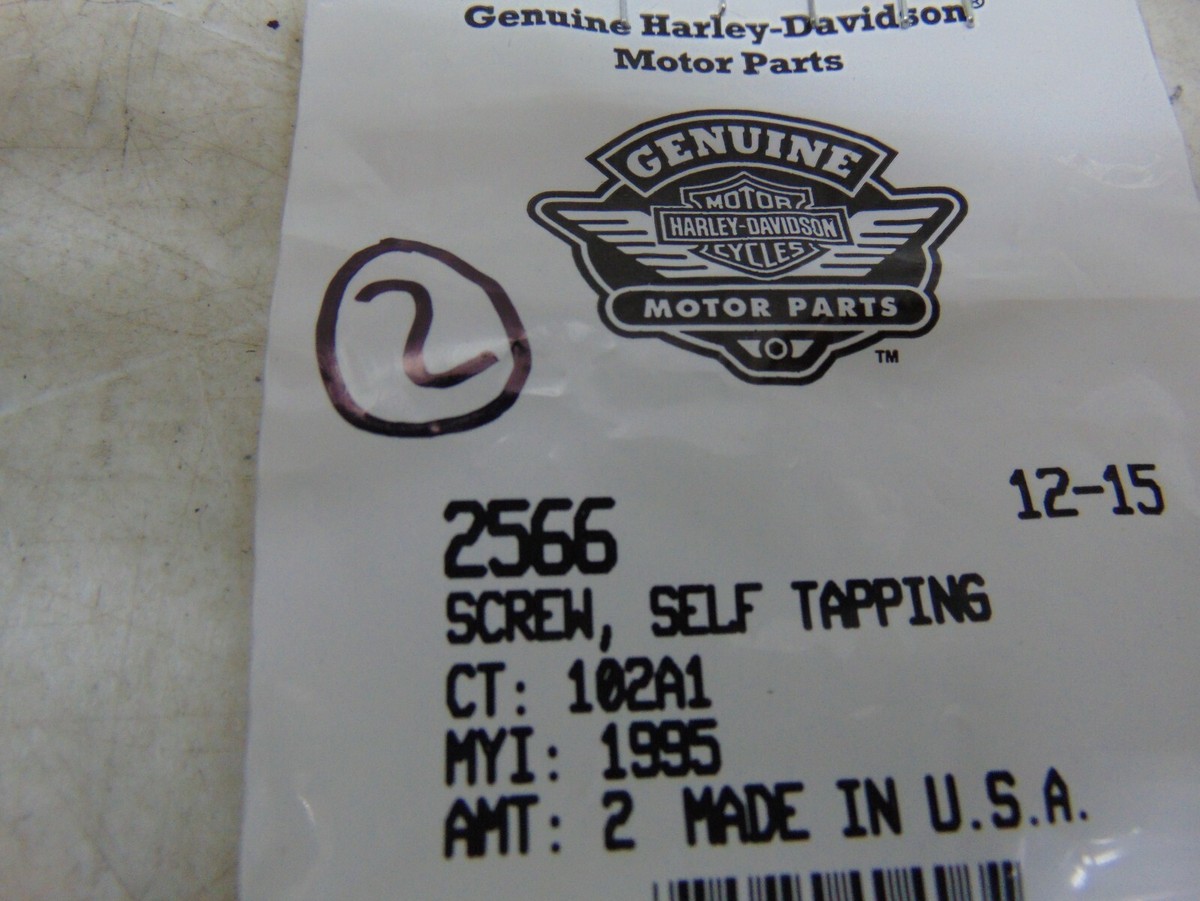 Genuine Harley-Davidson®
Motor Parts
GENUINE
MOTOR
HARLEY-DAVIDSON
CYCLES
MOTOR PARTS
TM
2
12-15
2566
SCREW, SELF TAPPING
CT: 102A1
MYI: 1995
AMT: 2 MADE IN U.S.A.